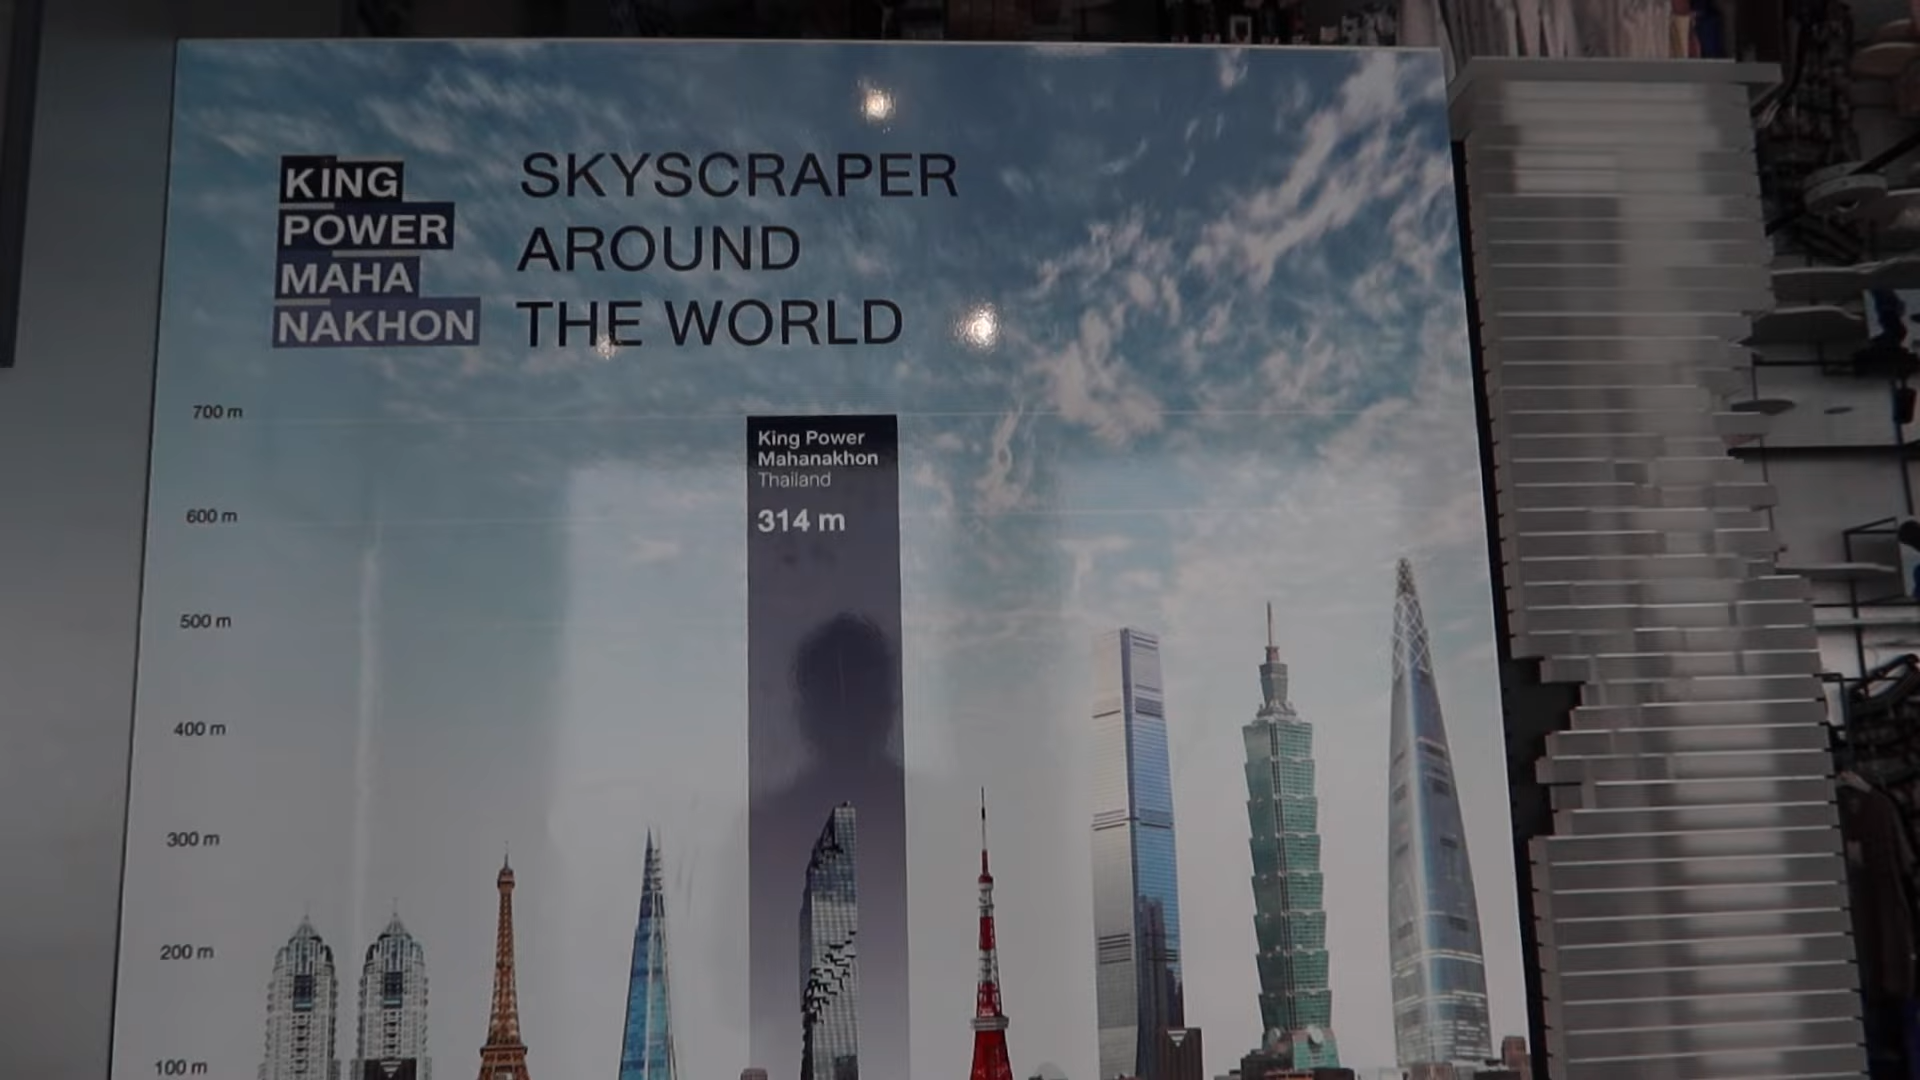 KING
POWER
MAHA
NAKHON
SKYSCRAPER
AROUND
THE WORLD
700 m
600 m
500 m
400 m
300 m
200 m
100 m
King Power
Mahanakhon
Thailand
314 m